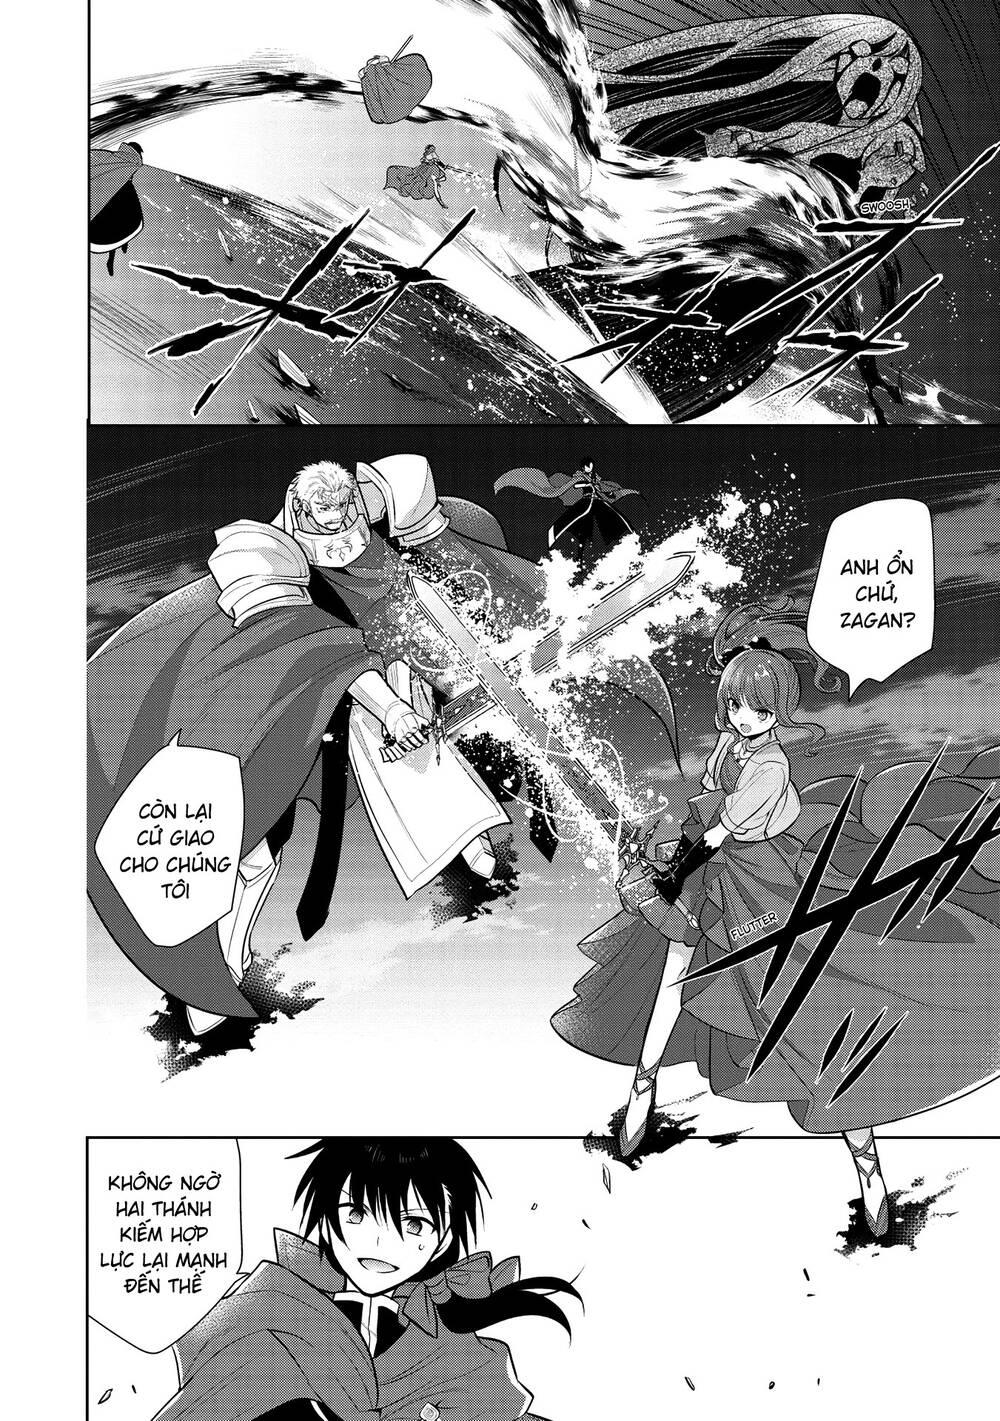 SWOOSH
ANH ỔN
CHỨ,
ZAGAN?
CÒN LẠI
CỨ GIAO
CHO CHÚNG
TÔI
FLUTTER
KHÔNG NGỜ
HAI THÁNH
KIẾM HỢP
LỰC LẠI MẠNH
ĐẾN THẾ